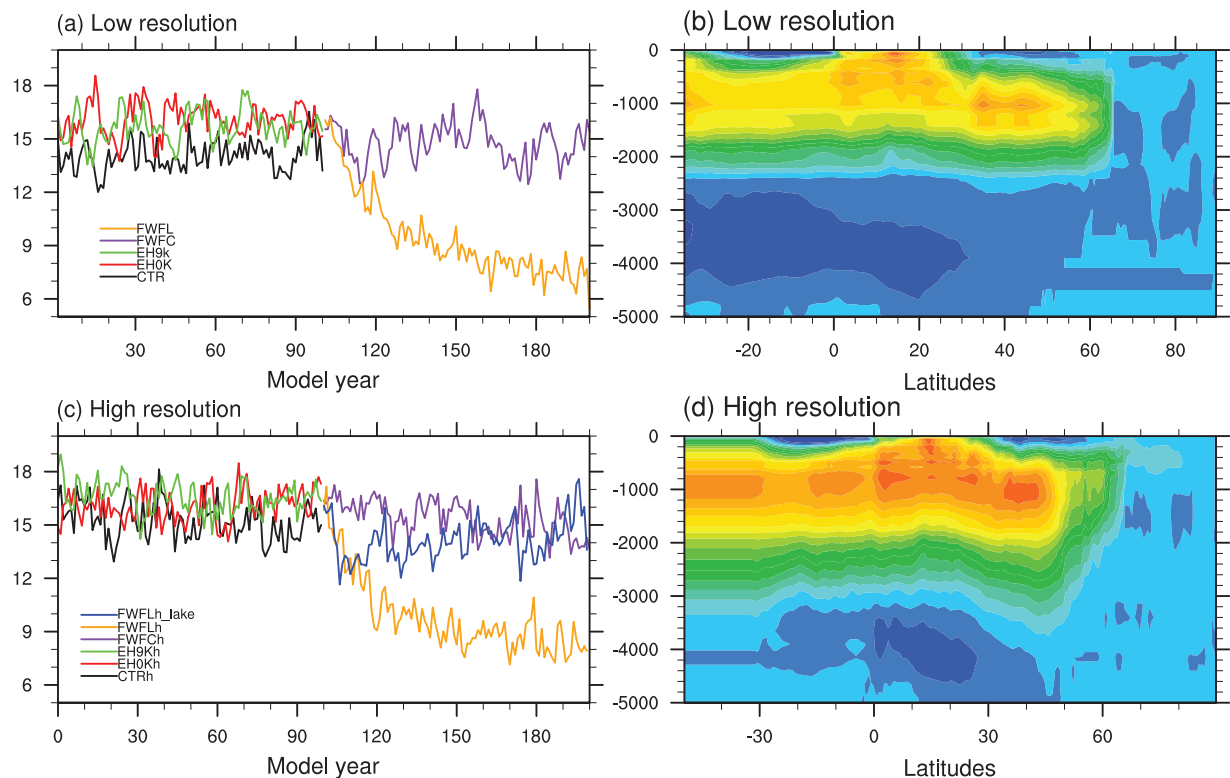 (a) Low resolution
18
15
12
9
6
FWFL
FWFC
EH9k
EH0K
CTR
30 60 90 120 150 180
Model year
(b) Low resolution
0
-1000
-2000
-3000
-4000
-5000
-20 0 20 40 60 80
Latitudes
(c) High resolution
18
15
12
9
6
FWFLh_lake
FWFLh
FWFCh
EH9Kh
EH0Kh
CTRh
0 30 60 90 120 150 180
Model year
(d) High resolution
0
-1000
-2000
-3000
-4000
-5000
-30 0 30 60
Latitudes